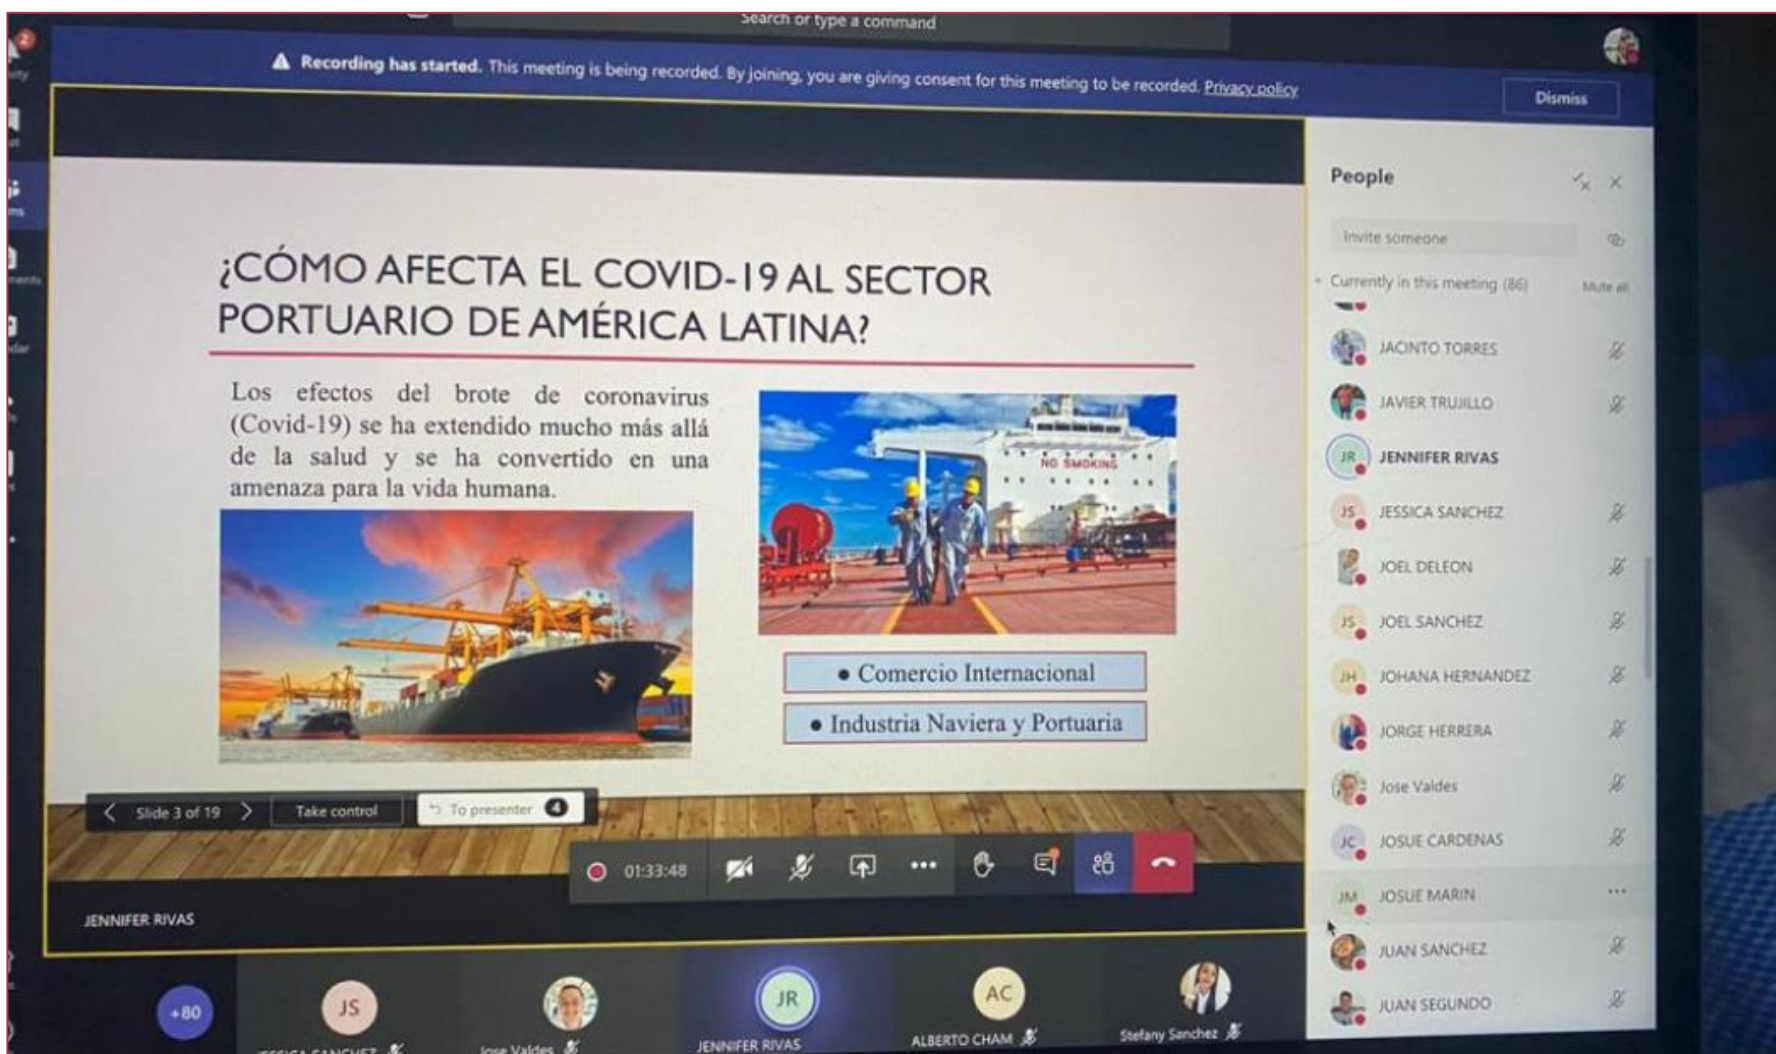 Search or type a command
2
Recording has started. This meeting is being recorded. By joining, you are giving consent for this meeting to be recorded. Privacy policy
Dismiss
¿CÓMO AFECTA EL COVID-19 AL SECTOR
PORTUARIO DE AMÉRICA LATINA?
Los efectos del brote de coronavirus
(Covid-19) se ha extendido mucho más allá
de la salud y se ha convertido en una
amenaza para la vida humana.
NO SMOKING
• Comercio Internacional
• Industria Naviera y Portuaria
Slide 3 of 19
Take control
To presenter 4
01:33:48
JENNIFER RIVAS
+80
JS
JESSICA SANCHEZ
Jose Valdes
JR
JENNIFER RIVAS
AC
ALBERTO CHAM
Stefany Sanchez
People
Invite someone
Currently in this meeting (86)
Mute all
JACINTO TORRES
JAVIER TRUJILLO
JR JENNIFER RIVAS
JS JESSICA SANCHEZ
JOEL DELEON
JS JOEL SANCHEZ
JH JOHANA HERNANDEZ
JORGE HERRERA
Jose Valdes
JC JOSUE CARDENAS
JM JOSUE MARIN
JUAN SANCHEZ
JUAN SEGUNDO